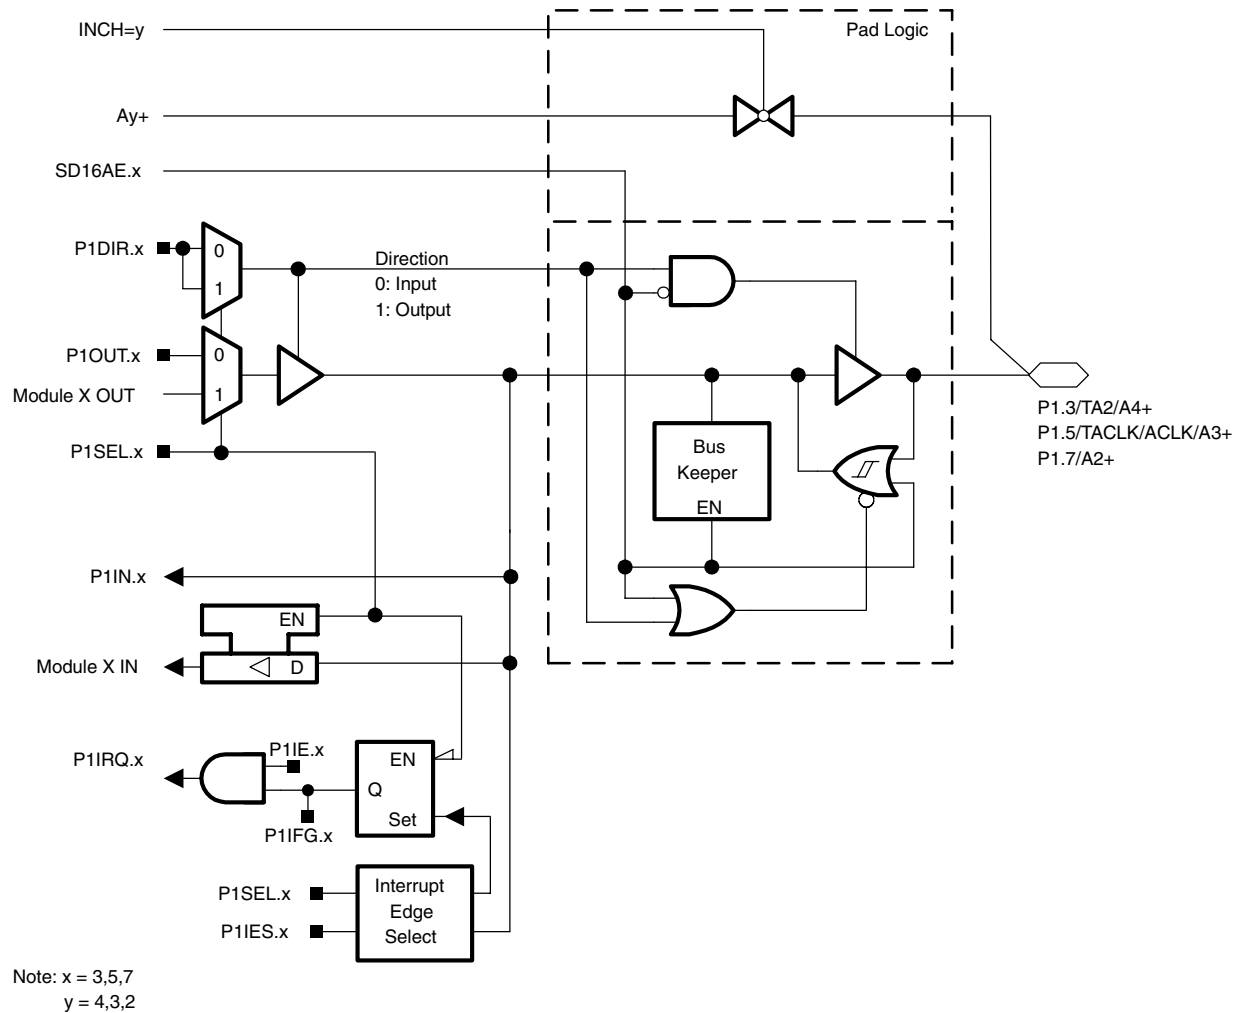 INCH=y
Pad Logic
Ay+
SD16AE.x
P1DIR.x
0
1
Direction
0: Input
1: Output
P1OUT.x
0
Module X OUT
1
P1SEL.x
P1.3/TA2/A4+
P1.5/TACLK/ACLK/A3+
P1.7/A2+
Bus
Keeper
EN
P1IN.x
EN
Module X IN
D
P1IRQ.x
P1IE.x
EN
Q
Set
P1IFG.x
P1SEL.x
P1IES.x
Interrupt
Edge
Select
Note: x = 3,5,7
y = 4,3,2